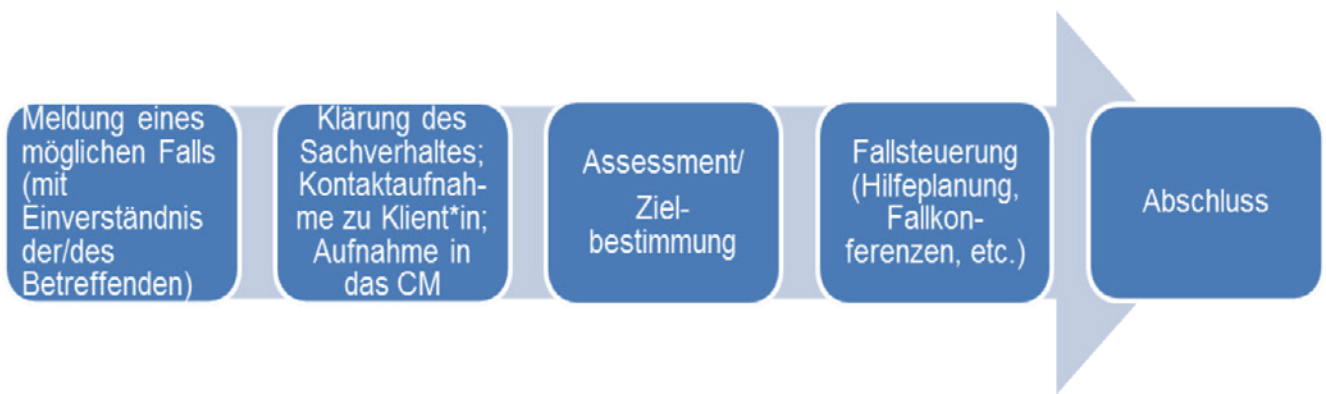 Meldung eines
möglichen Falls
(mit
Einverständnis
der/des
Betreffenden)
Klärung des
Sachverhaltes;
Kontaktaufnah-
me zu Klient*in;
Aufnahme in
das CM
Assessment/
Ziel-
bestimmung
Fallsteuerung
(Hilfeplanung,
Fallkon-
ferenzen, etc.)
Abschluss